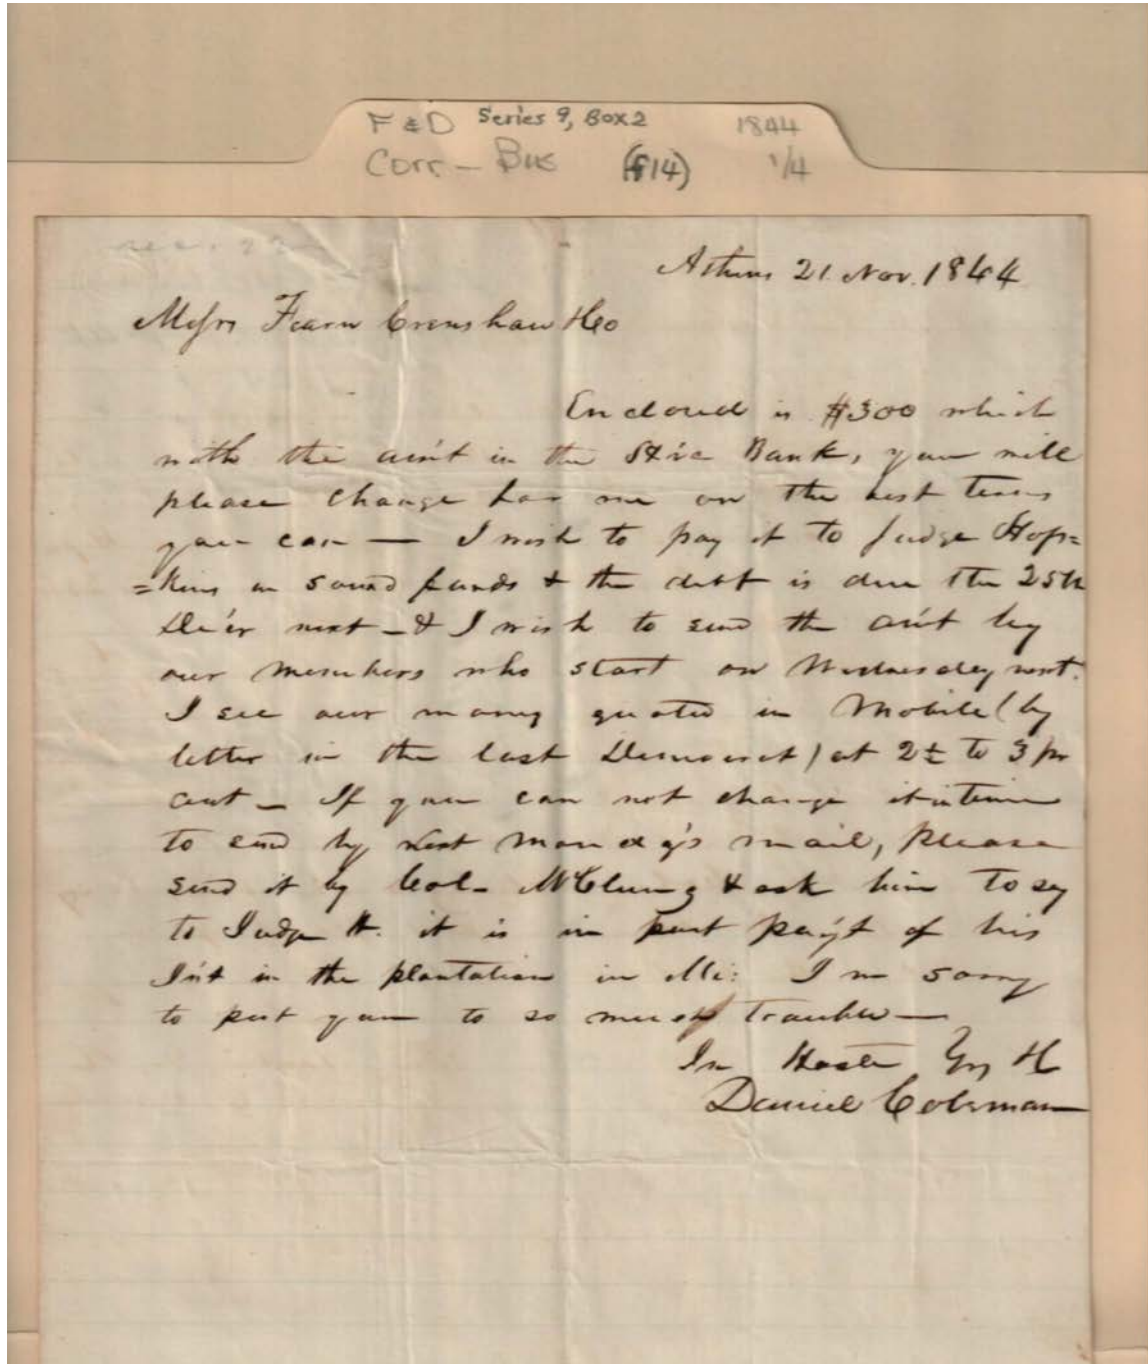 F & D Series 9, Box 2 1844
Corr - Bus (f14) 1/4
Athens 21. Nov. 1844
Messrs Fearn Crenshaw & Co
Enclosed is $300 which
with the am't in the Bank, you will
please change for me on the best terms
you can — I wish to pay it to Judge Hop=
=kins in sound funds & the debt is due the 25th
Dec'er next - & I wish to send the am't by
our members who start on Wednesday next.
I see our money quoted in Mobile (by
letter in the last Democrat) at 2½ to 3 pr
cent - If you can not change it in time
to send by next Monday's mail, please
send it by Col- McClung & ask him to say
to Judge H. it is in part pay't of his
Int in the plantation in Mi: I'm sorry
to put you to so much trouble —
In Haste Yrs &c
Daniel Coleman